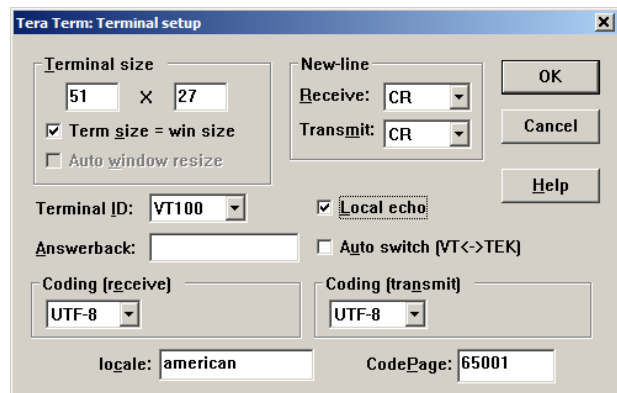 Tera Term: Terminal setup
Terminal size
51 X 27
Term size = win size
Auto window resize
New-line
Receive: CR
Transmit: CR
OK
Cancel
Help
Terminal ID: VT100
Local echo
Answerback:
Auto switch (VT<->TEK)
Coding (receive)
UTF-8
Coding (transmit)
UTF-8
locale: american
CodePage: 65001